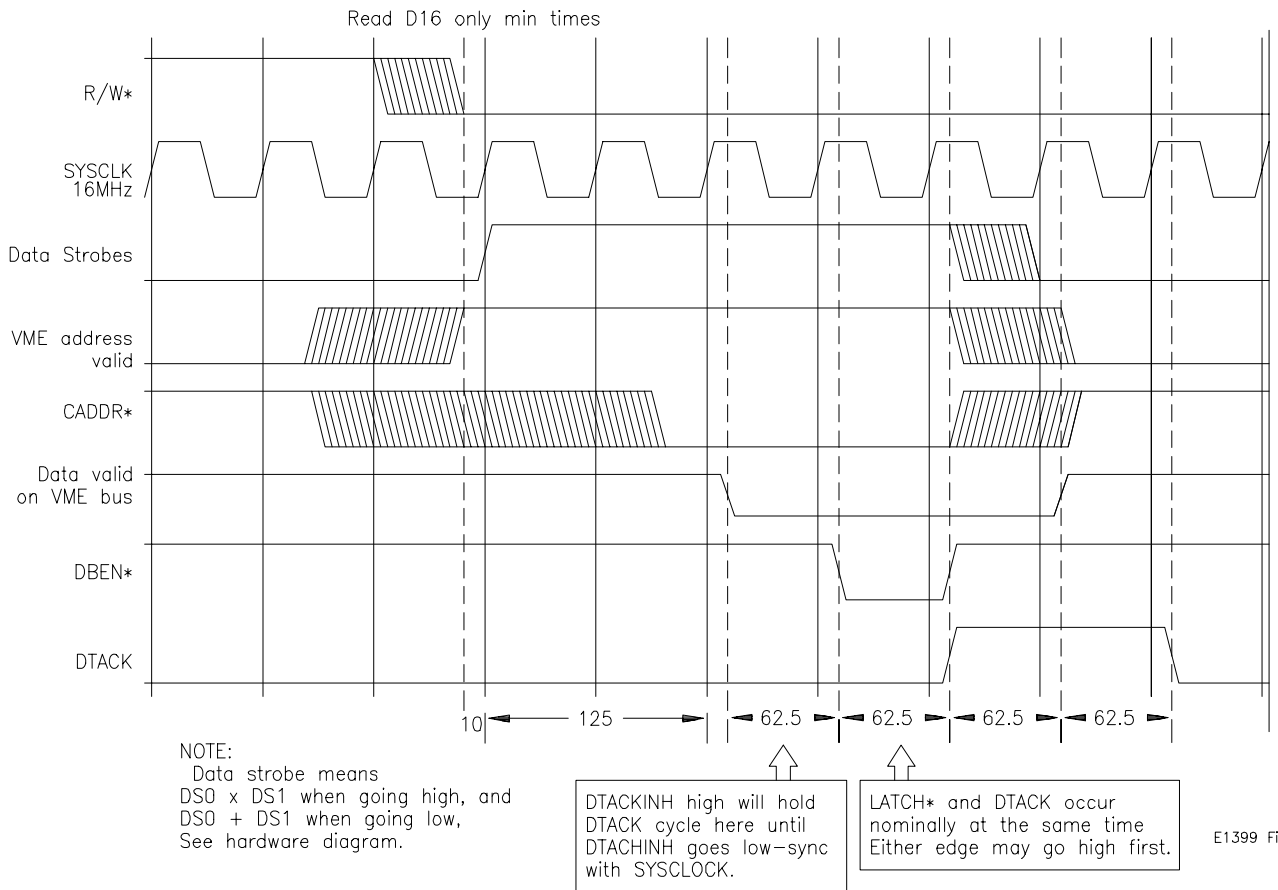 Read D16 only min times
R/W*
SYSCLK
16MHz
Data Strobes
VME address
valid
CADDR*
Data valid
on VME bus
DBEN*
DTACK
10
125
62.5
62.5
62.5
62.5
NOTE:
Data strobe means
DS0 x DS1 when going high, and
DS0 + DS1 when going low,
See hardware diagram.
DTACKINH high will hold
DTACK cycle here until
DTACHINH goes low-sync
with SYSCLOCK.
LATCH* and DTACK occur
nominally at the same time
Either edge may go high first.
E1399 Fi